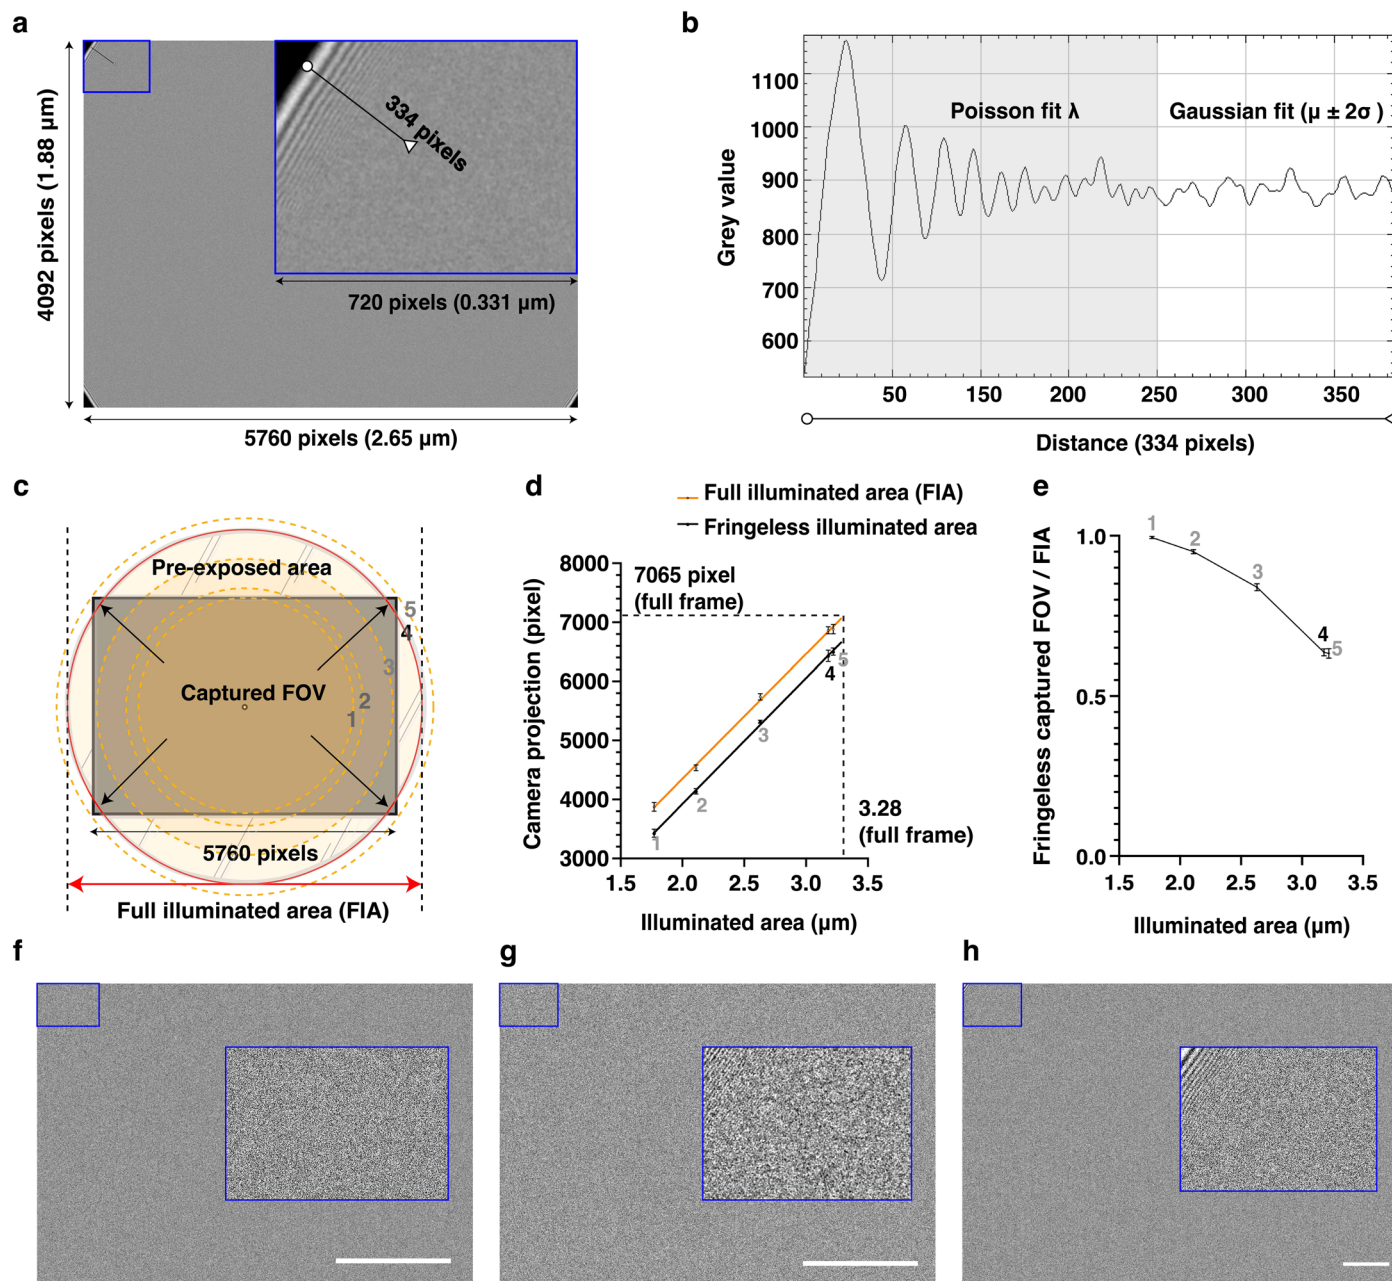 a
4092 pixels (1.88 µm)
334 pixels
720 pixels (0.331 µm)
5760 pixels (2.65 µm)
b
Grey value
1100
1000
900
800
700
600
Poisson fit λ
Gaussian fit (µ ± 2σ )
50
150
200
250
300
350
Distance (334 pixels)
c
Pre-exposed area
Captured FOV
1
2
3
4
5
5760 pixels
Full illuminated area (FIA)
d
Full illuminated area (FIA)
Fringeless illuminated area
Camera projection (pixel)
8000
7000
6000
5000
4000
3000
7065 pixel
(full frame)
1
2
3
4
5
3.28
(full frame)
1.5
2.0
2.5
3.0
3.5
Illuminated area (µm)
e
Fringeless captured FOV / FIA
1.0
0.5
0.0
1
2
3
4
5
1.5
2.0
2.5
3.0
3.5
Illuminated area (µm)
f
g
h